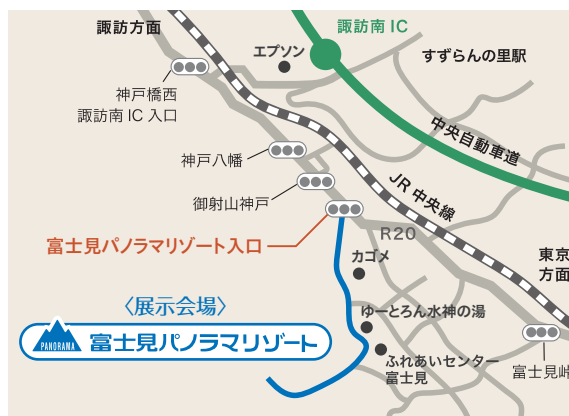 諏訪方面
諏訪南 IC
エプソン
すずらんの里駅
神戸橋西
諏訪南 IC 入口
中央自動車道
神戸八幡
JR 中央線
御射山神戸
富士見パノラマリゾート入口
R20
カゴメ
東京
方面
〈展示会場〉
ゆーとろん水神の湯
PANORAMA
富士見パノラマリゾート
ふれあいセンター
富士見
富士見峠